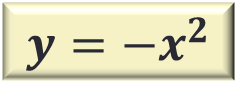 y = −x²